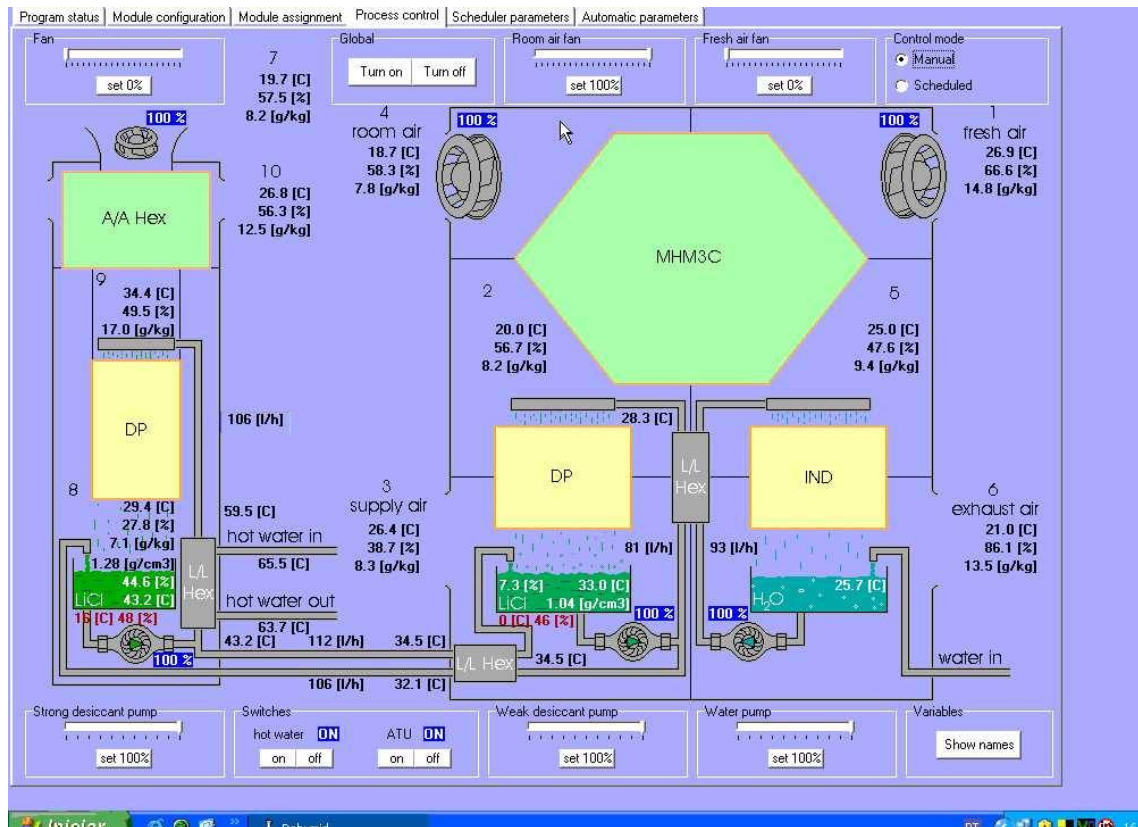 Program status Module configuration Module assignment Process control Scheduler parameters Automatic parameters
Fan
set 0%
7
19.7 [C]
57.5 [%]
8.2 [g/kg]
Global
Turn on Turn off
Room air fan
set 100%
Fresh air fan
set 0%
Control mode
Manual
Scheduled
100 %
A/A Hex
10
26.8 [C]
56.3 [%]
12.5 [g/kg]
4
room air
18.7 [C]
58.3 [%]
7.8 [g/kg]
100 %
100 %
1
fresh air
26.9 [C]
66.6 [%]
14.8 [g/kg]
MHM3C
9
34.4 [C]
49.5 [%]
17.0 [g/kg]
2
20.0 [C]
56.7 [%]
8.2 [g/kg]
5
25.0 [C]
47.6 [%]
9.4 [g/kg]
DP
106 [l/h]
28.3 [C]
DP
L/L
Hex
IND
8
29.4 [C]
27.8 [%]
7.1 [g/kg]
1.28 [g/cm3]
44.6 [%]
LiCl
43.2 [C]
16 [C] 48 [%]
100 %
59.5 [C]
hot water in
65.5 [C]
L/L
Hex
hot water out
63.7 [C]
43.2 [C]
112 [l/h]
34.5 [C]
106 [l/h]
32.1 [C]
L/L Hex
34.5 [C]
3
supply air
26.4 [C]
38.7 [%]
8.3 [g/kg]
7.3 [%]
33.0 [C]
LiCl
1.04 [g/cm3]
0 [C] 46 [%]
100 %
81 [l/h]
93 [l/h]
100 %
25.7 [C]
H2O
6
exhaust air
21.0 [C]
86.1 [%]
13.5 [g/kg]
water in
Strong desiccant pump
set 100%
Switches
hot water ON
on off
ATU ON
on off
Weak desiccant pump
set 100%
Water pump
set 100%
Variables
Show names
Iniciar
PT